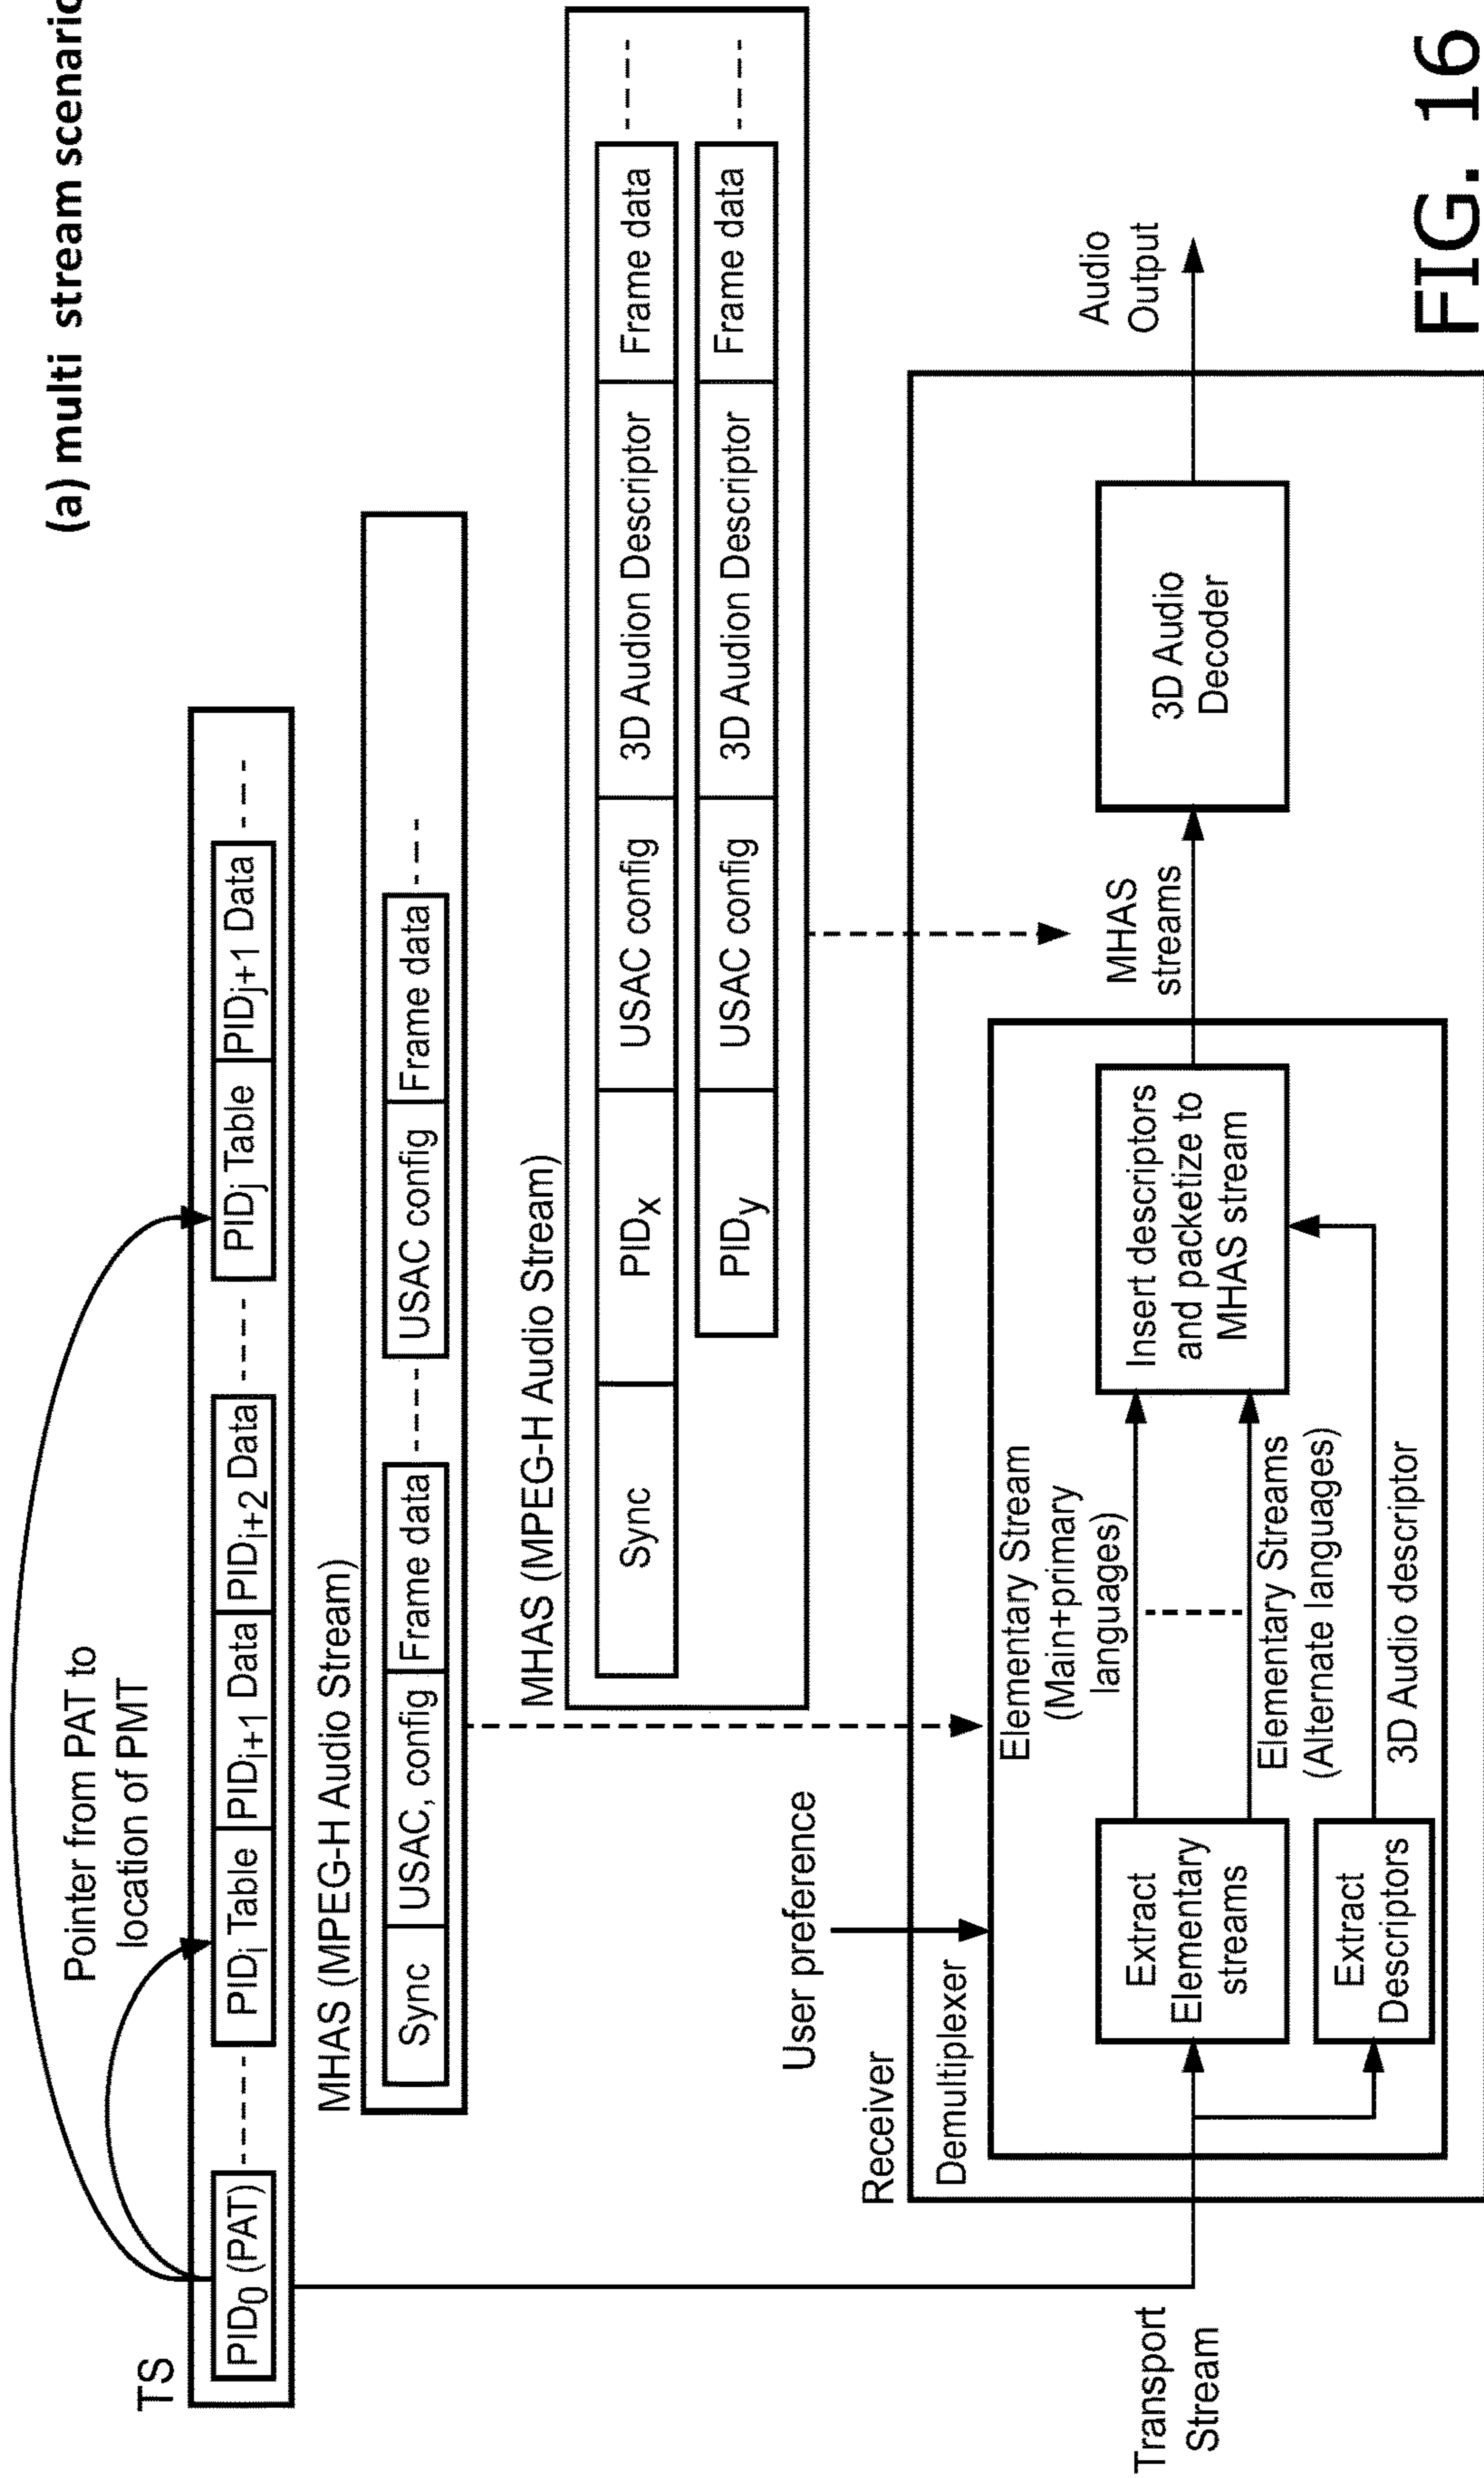 (a) multi stream scenario
Pointer from PAT to
location of PMT
TS
PID0 (PAT)
PIDi Table
PIDi+1 Data
PIDi+2 Data
PIDj Table
PIDj+1 Data
MHAS (MPEG-H Audio Stream)
Sync
USAC, config
Frame data
USAC config
Frame data
MHAS (MPEG-H Audio Stream)
Sync
PIDx
USAC config
3D Audion Descriptor
Frame data
PIDy
USAC config
3D Audion Descriptor
Frame data
User preference
Receiver
Demultiplexer
Transport
Stream
Extract
Elementary
streams
Extract
Descriptors
Elementary Stream
(Main+primary
languages)
Elementary Streams
(Alternate languages)
3D Audio descriptor
Insert descriptors
and packetize to
MHAS stream
MHAS
streams
3D Audio
Decoder
Audio
Output
FIG. 16